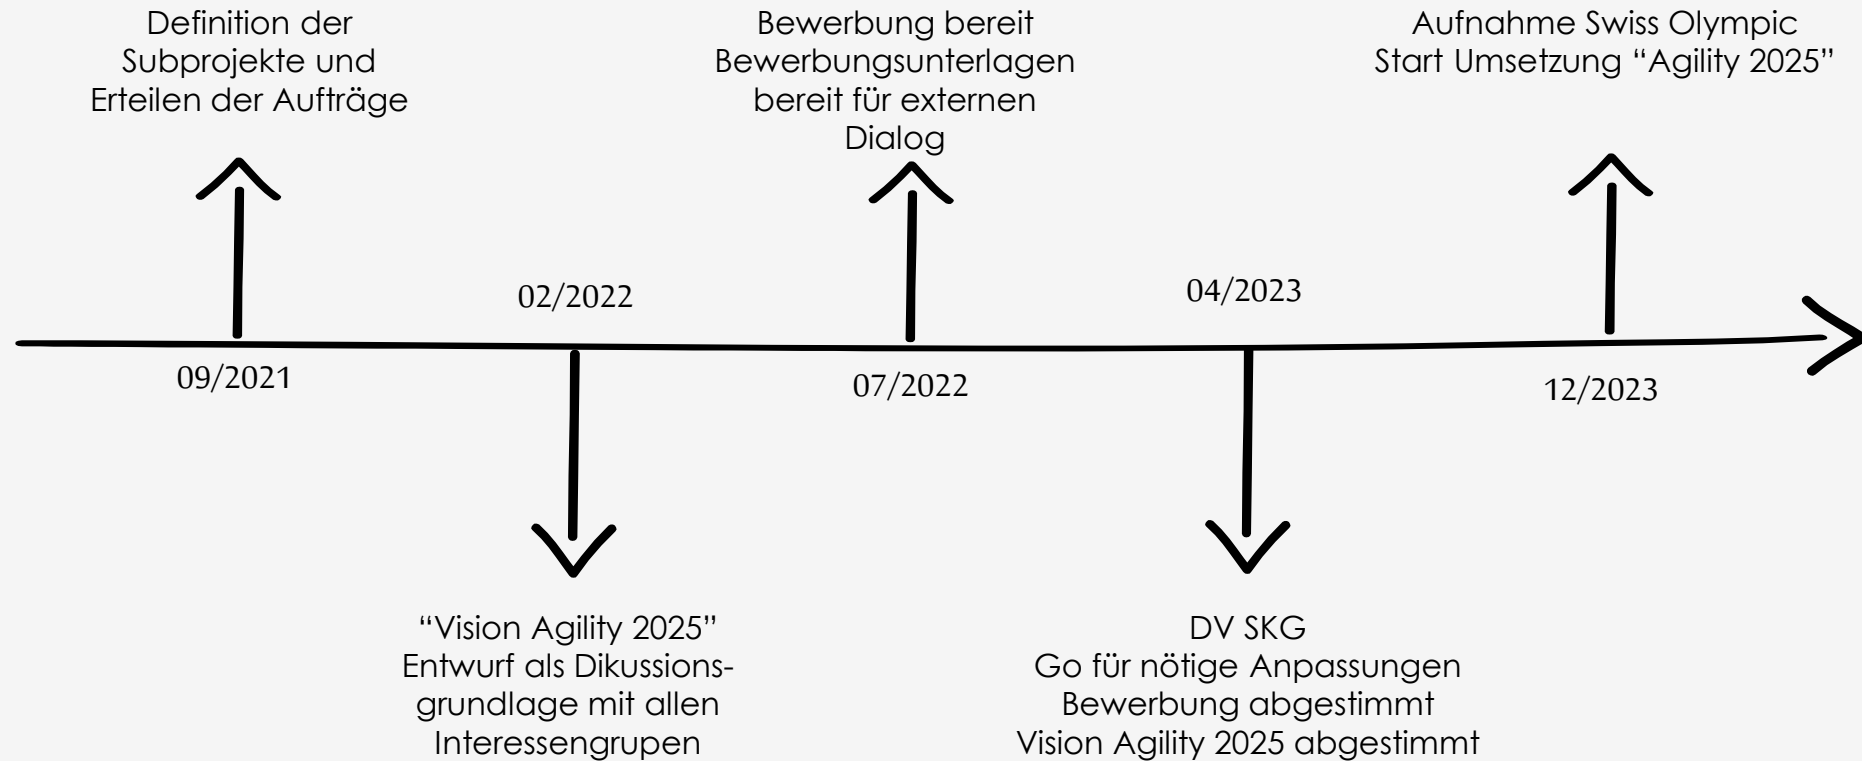 Definition der
Subprojekte und
Erteilen der Aufträge
Bewerbung bereit
Bewerbungsunterlagen
bereit für externen
Dialog
Aufnahme Swiss Olympic
Start Umsetzung “Agility 2025”
02/2022
04/2023
09/2021
07/2022
12/2023
“Vision Agility 2025”
Entwurf als Dikussions-
grundlage mit allen
Interessengrupen
DV SKG
Go für nötige Anpassungen
Bewerbung abgestimmt
Vision Agility 2025 abgestimmt